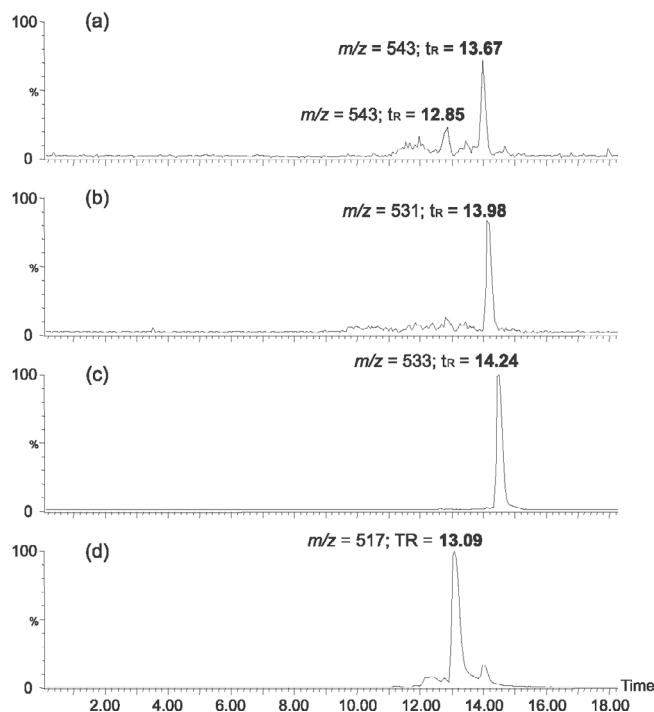 100
(a)
m/z = 543; tR = 13.67
%
m/z = 543; tR = 12.85
0
100
(b)
m/z = 531; tR = 13.98
%
0
100
(c)
m/z = 533; tR = 14.24
%
0
100
(d)
m/z = 517; TR = 13.09
%
0
Time
2.00 4.00 6.00 8.00 10.00 12.00 14.00 16.00 18.00